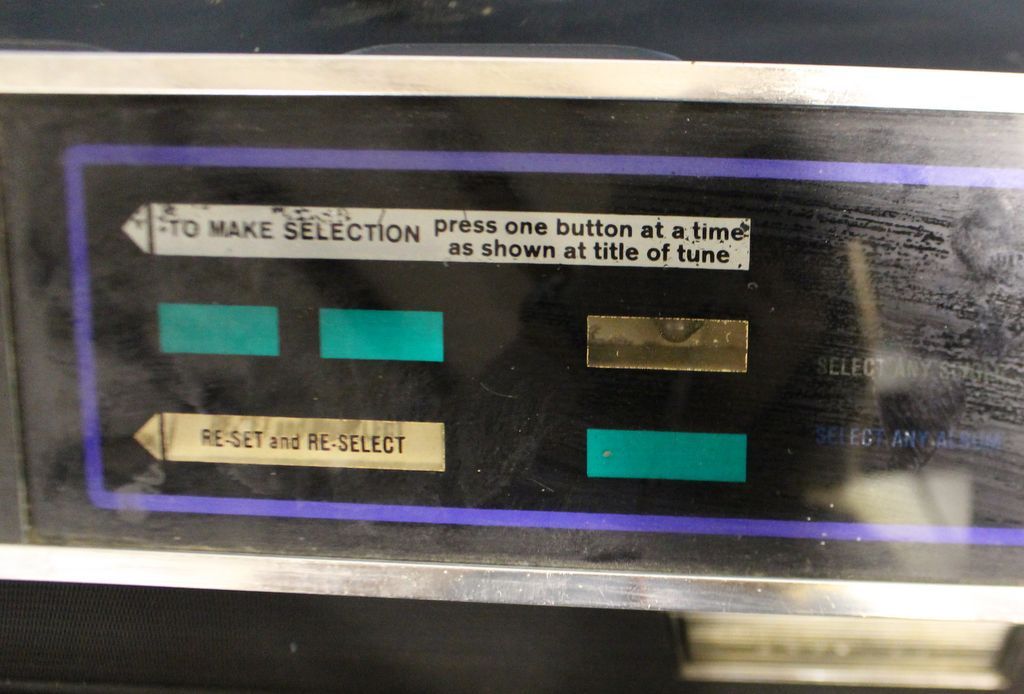 TO MAKE SELECTION press one button at a time
as shown at title of tune
SELECT ANY
RE-SET and RE-SELECT
SELECT ANY ALBUM